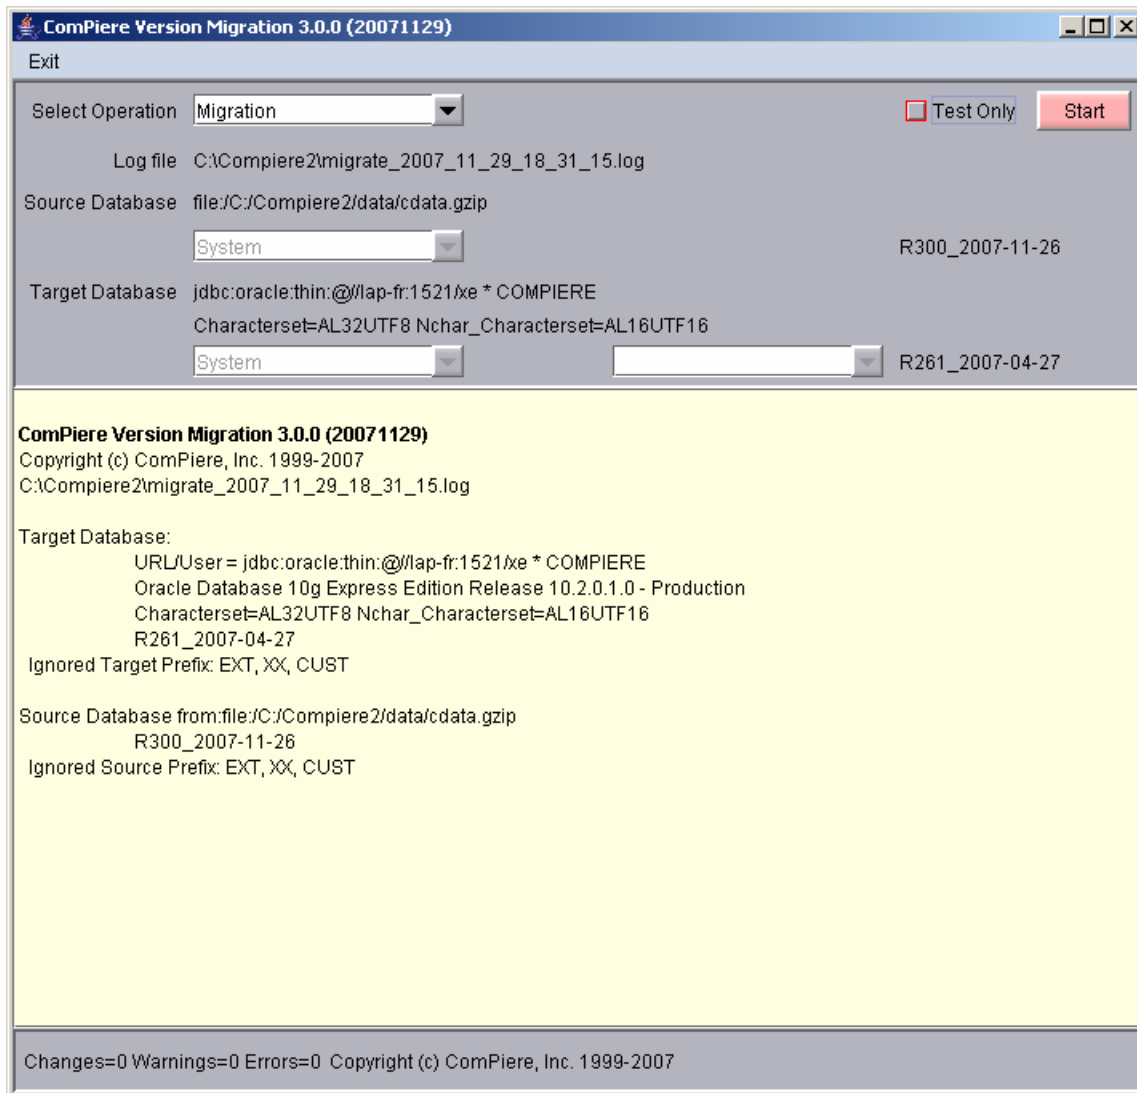 ComPiere Version Migration 3.0.0 (20071129)
Exit
Select Operation Migration Test Only Start
Log file C:\Compiere2\migrate_2007_11_29_18_31_15.log
Source Database file:/C:/Compiere2/data/cdata.gzip
System R300_2007-11-26
Target Database jdbc:oracle:thin:@//lap-fr:1521/xe * COMPIERE
Characterset=AL32UTF8 Nchar_Characterset=AL16UTF16
System R261_2007-04-27
ComPiere Version Migration 3.0.0 (20071129)
Copyright (c) ComPiere, Inc. 1999-2007
C:\Compiere2\migrate_2007_11_29_18_31_15.log
Target Database:
URL/User = jdbc:oracle:thin:@//lap-fr:1521/xe * COMPIERE
Oracle Database 10g Express Edition Release 10.2.0.1.0 - Production
Characterset=AL32UTF8 Nchar_Characterset=AL16UTF16
R261_2007-04-27
Ignored Target Prefix: EXT, XX, CUST
Source Database from:file:/C:/Compiere2/data/cdata.gzip
R300_2007-11-26
Ignored Source Prefix: EXT, XX, CUST
Changes=0 Warnings=0 Errors=0 Copyright (c) ComPiere, Inc. 1999-2007